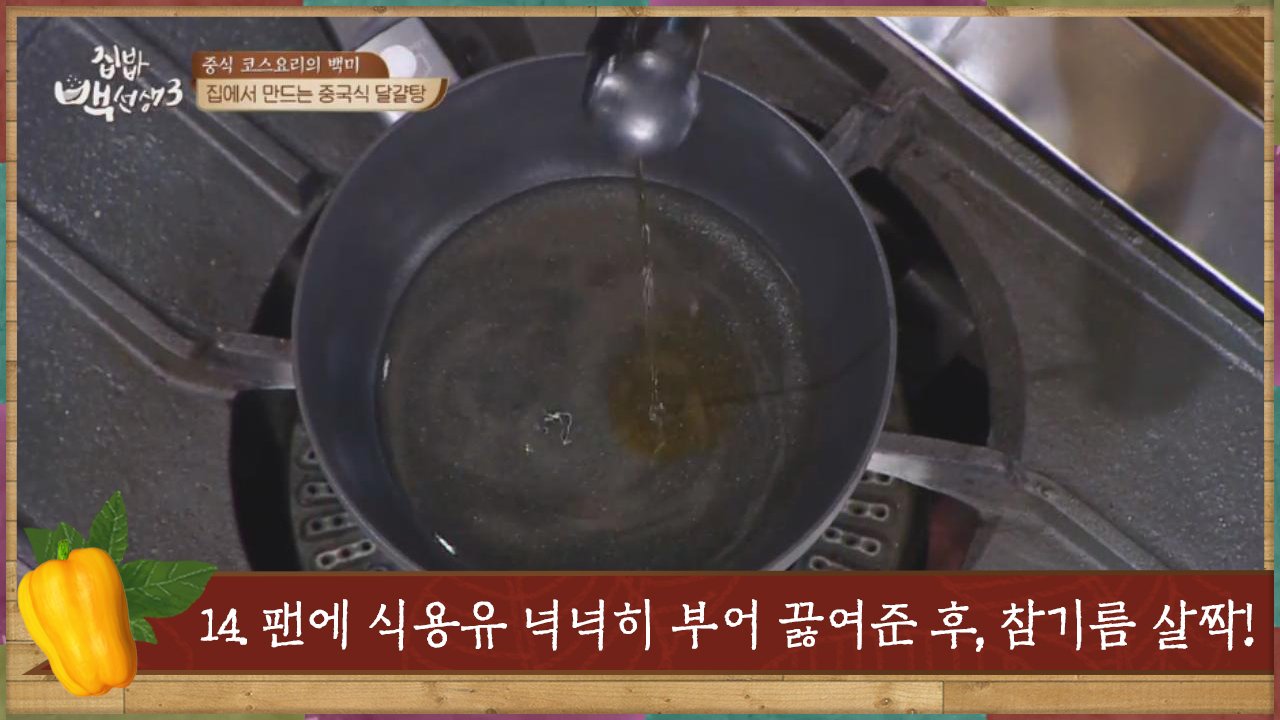 집밥
백선생3
중식 코스요리의 백미
집에서 만드는 중국식 달걀탕
14. 팬에 식용유 넉넉히 부어 끓여준 후, 참기름 살짝!